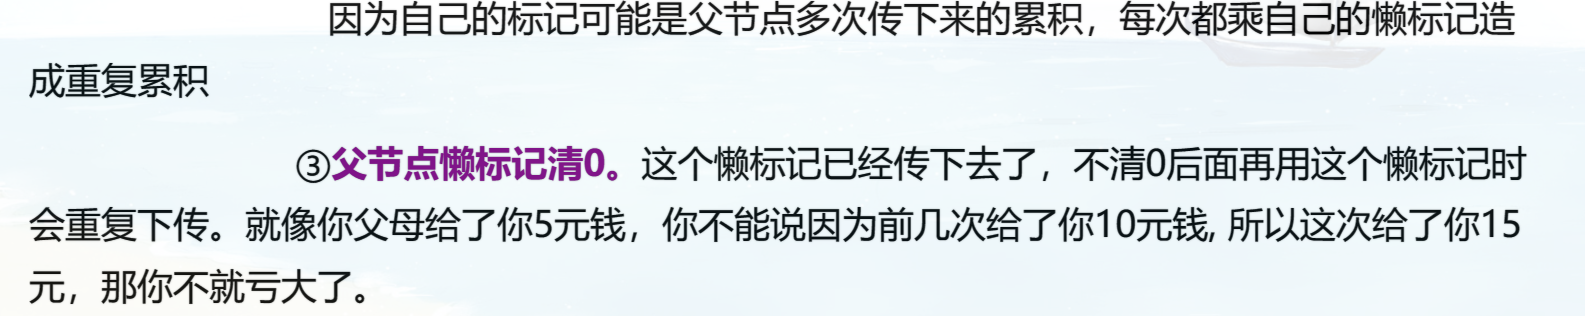 因为自己的标记可能是父节点多次传下来的累积，每次都乘自己的懒标记造
成重复累积
③父节点懒标记清0。这个懒标记已经传下去了，不清0后面再用这个懒标记时
会重复下传。就像你父母给了你5元钱，你不能说因为前几次给了你10元钱, 所以这次给了你15
元，那你不就亏大了。